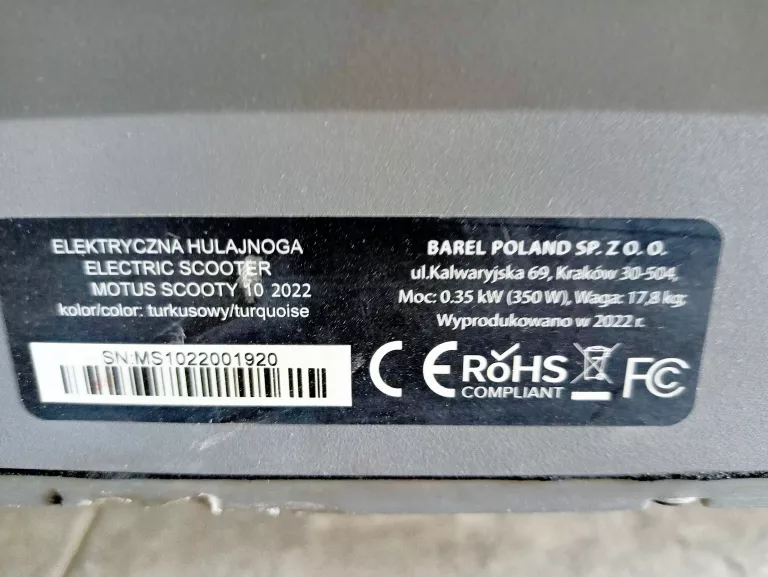 ELEKTRYCZNA HULAJNOGA
ELECTRIC SCOOTER
MOTUS SCOOTY 10 2022
kolor/color: turkusowy/turquoise
SN:MS1022001920
BAREL POLAND SP. Z O. O.
ul.Kalwaryjska 69, Kraków 30-504,
Moc: 0.35 kW (350 W), Waga: 17,8 kg,
Wyprodukowano w 2022 r.
CE RoHS FC
COMPLIANT